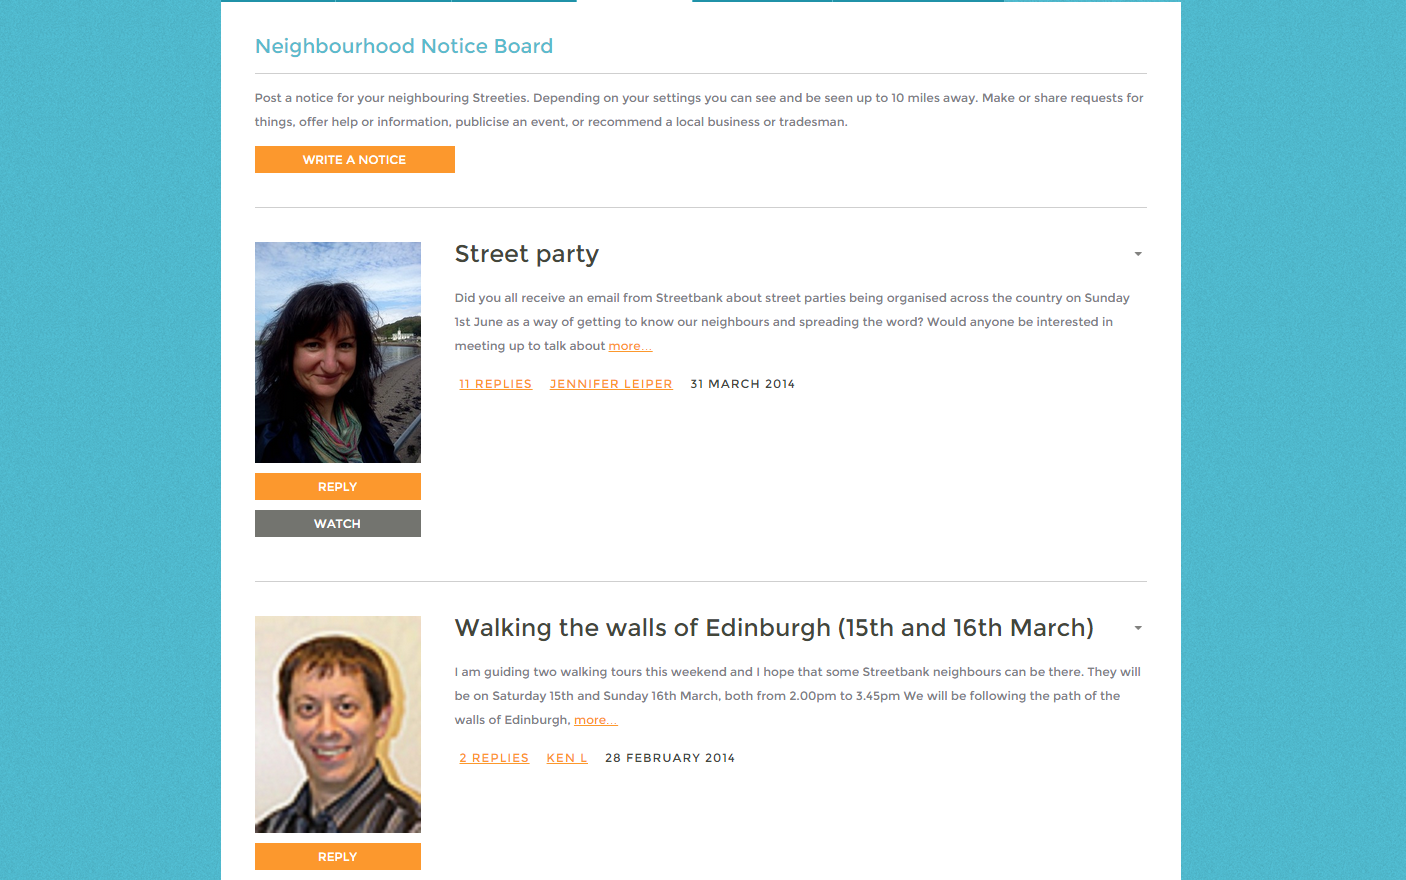 Neighbourhood Notice Board
Post a notice for your neighbouring Streeties. Depending on your settings you can see and be seen up to 10 miles away. Make or share requests for
things, offer help or information, publicise an event, or recommend a local business or tradesman.
WRITE A NOTICE
Street party
Did you all receive an email from Streetbank about street parties being organised across the country on Sunday
1st June as a way of getting to know our neighbours and spreading the word? Would anyone be interested in
meeting up to talk about more...
11 REPLIES JENNIFER LEIPER 31 MARCH 2014
REPLY
WATCH
Walking the walls of Edinburgh (15th and 16th March)
I am guiding two walking tours this weekend and I hope that some Streetbank neighbours can be there. They will
be on Saturday 15th and Sunday 16th March, both from 2.00pm to 3.45pm We will be following the path of the
walls of Edinburgh, more...
2 REPLIES KEN L 28 FEBRUARY 2014
REPLY